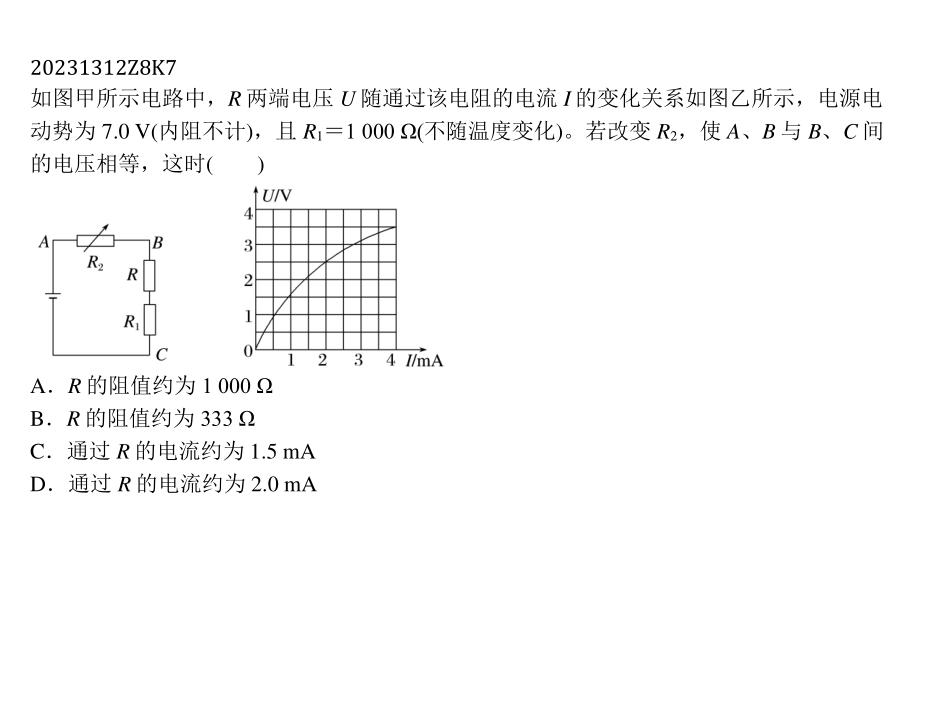 20231312Z8K7
如图甲所示电路中，R 两端电压 U 随通过该电阻的电流 I 的变化关系如图乙所示，电源电
动势为 7.0 V(内阻不计)，且 R₁＝1 000 Ω(不随温度变化)。若改变 R₂，使 A、B 与 B、C 间
的电压相等，这时(　　)
A
R₂
B
R
R₁
C
U/V
4
3
2
1
0
1 2 3 4 I/mA
A．R 的阻值约为 1 000 Ω
B．R 的阻值约为 333 Ω
C．通过 R 的电流约为 1.5 mA
D．通过 R 的电流约为 2.0 mA